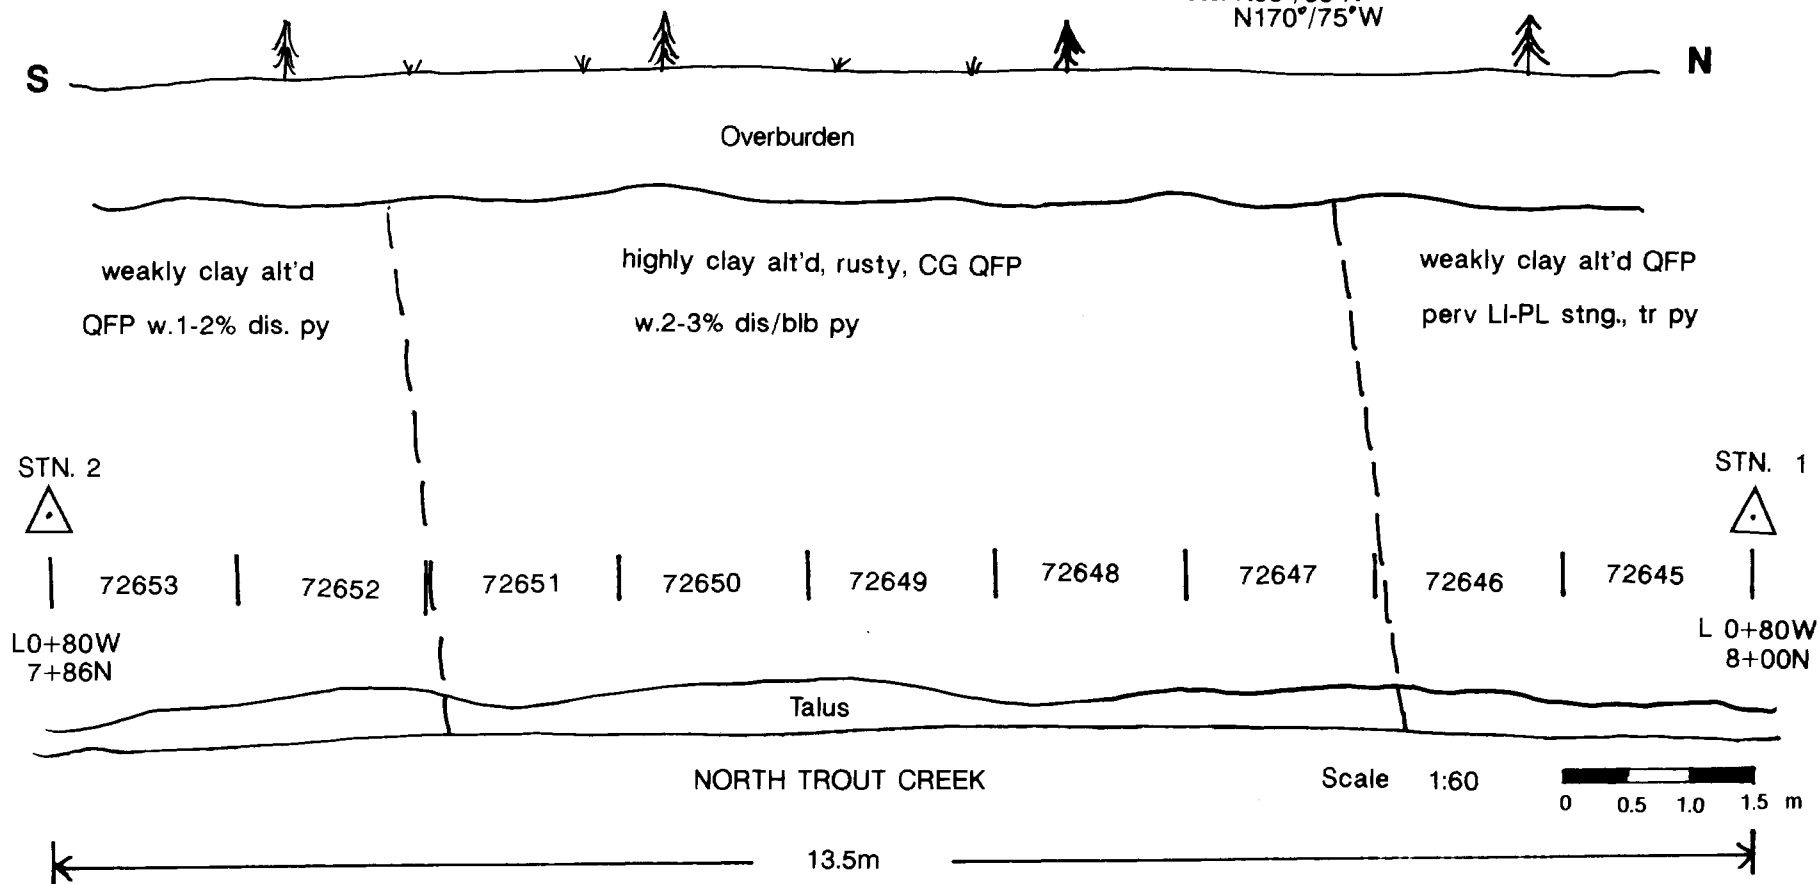 N170°/75°W
S
N
Overburden
weakly clay alt'd
QFP w.1-2% dis. py
highly clay alt'd, rusty, CG QFP
w.2-3% dis/blb py
weakly clay alt'd QFP
perv LI-PL stng., tr py
STN. 2
STN. 1
72653 72652 72651 72650 72649 72648 72647 72646 72645
L0+80W
7+86N
L 0+80W
8+00N
Talus
NORTH TROUT CREEK
Scale 1:60
0 0.5 1.0 1.5 m
13.5m